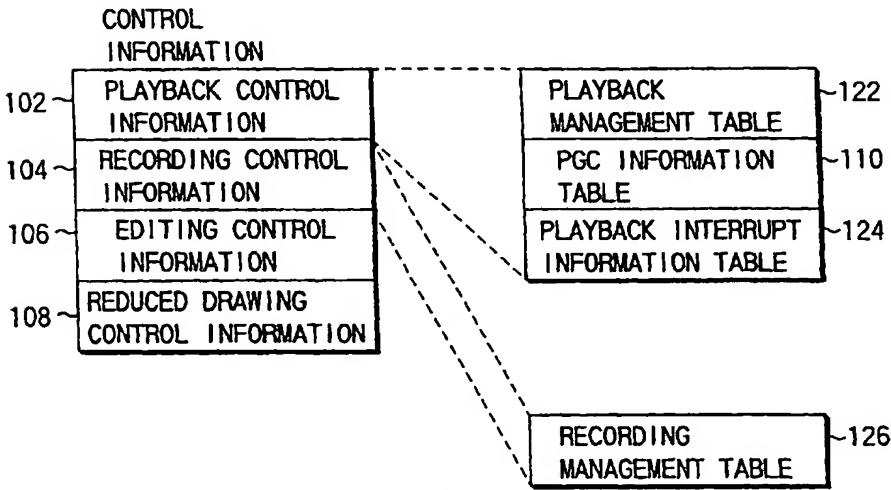 CONTROL
INFORMATION
102
PLAYBACK CONTROL
INFORMATION
104
RECORDING CONTROL
INFORMATION
106
EDITING CONTROL
INFORMATION
108
REDUCED DRAWING
CONTROL INFORMATION
PLAYBACK
MANAGEMENT TABLE
122
PGC INFORMATION
TABLE
110
PLAYBACK INTERRUPT
INFORMATION TABLE
124
RECORDING
MANAGEMENT TABLE
126